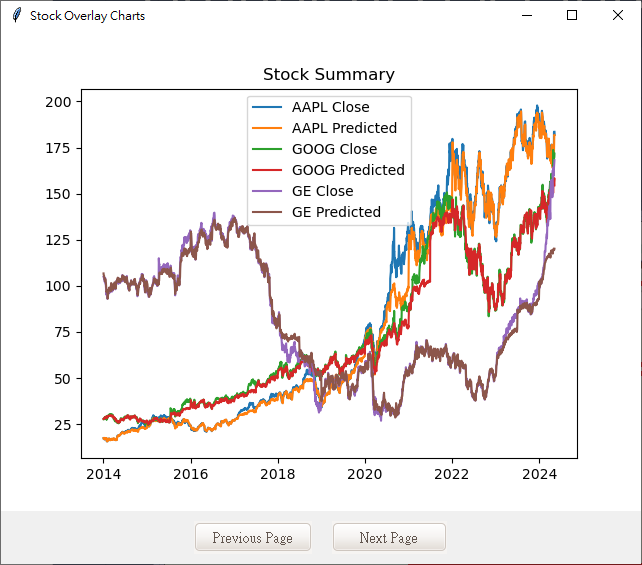 Stock Overlay Charts
Stock Summary
AAPL Close
AAPL Predicted
GOOG Close
GOOG Predicted
GE Close
GE Predicted
200
175
150
125
100
75
50
25
2014 2016 2018 2020 2022 2024
Previous Page Next Page